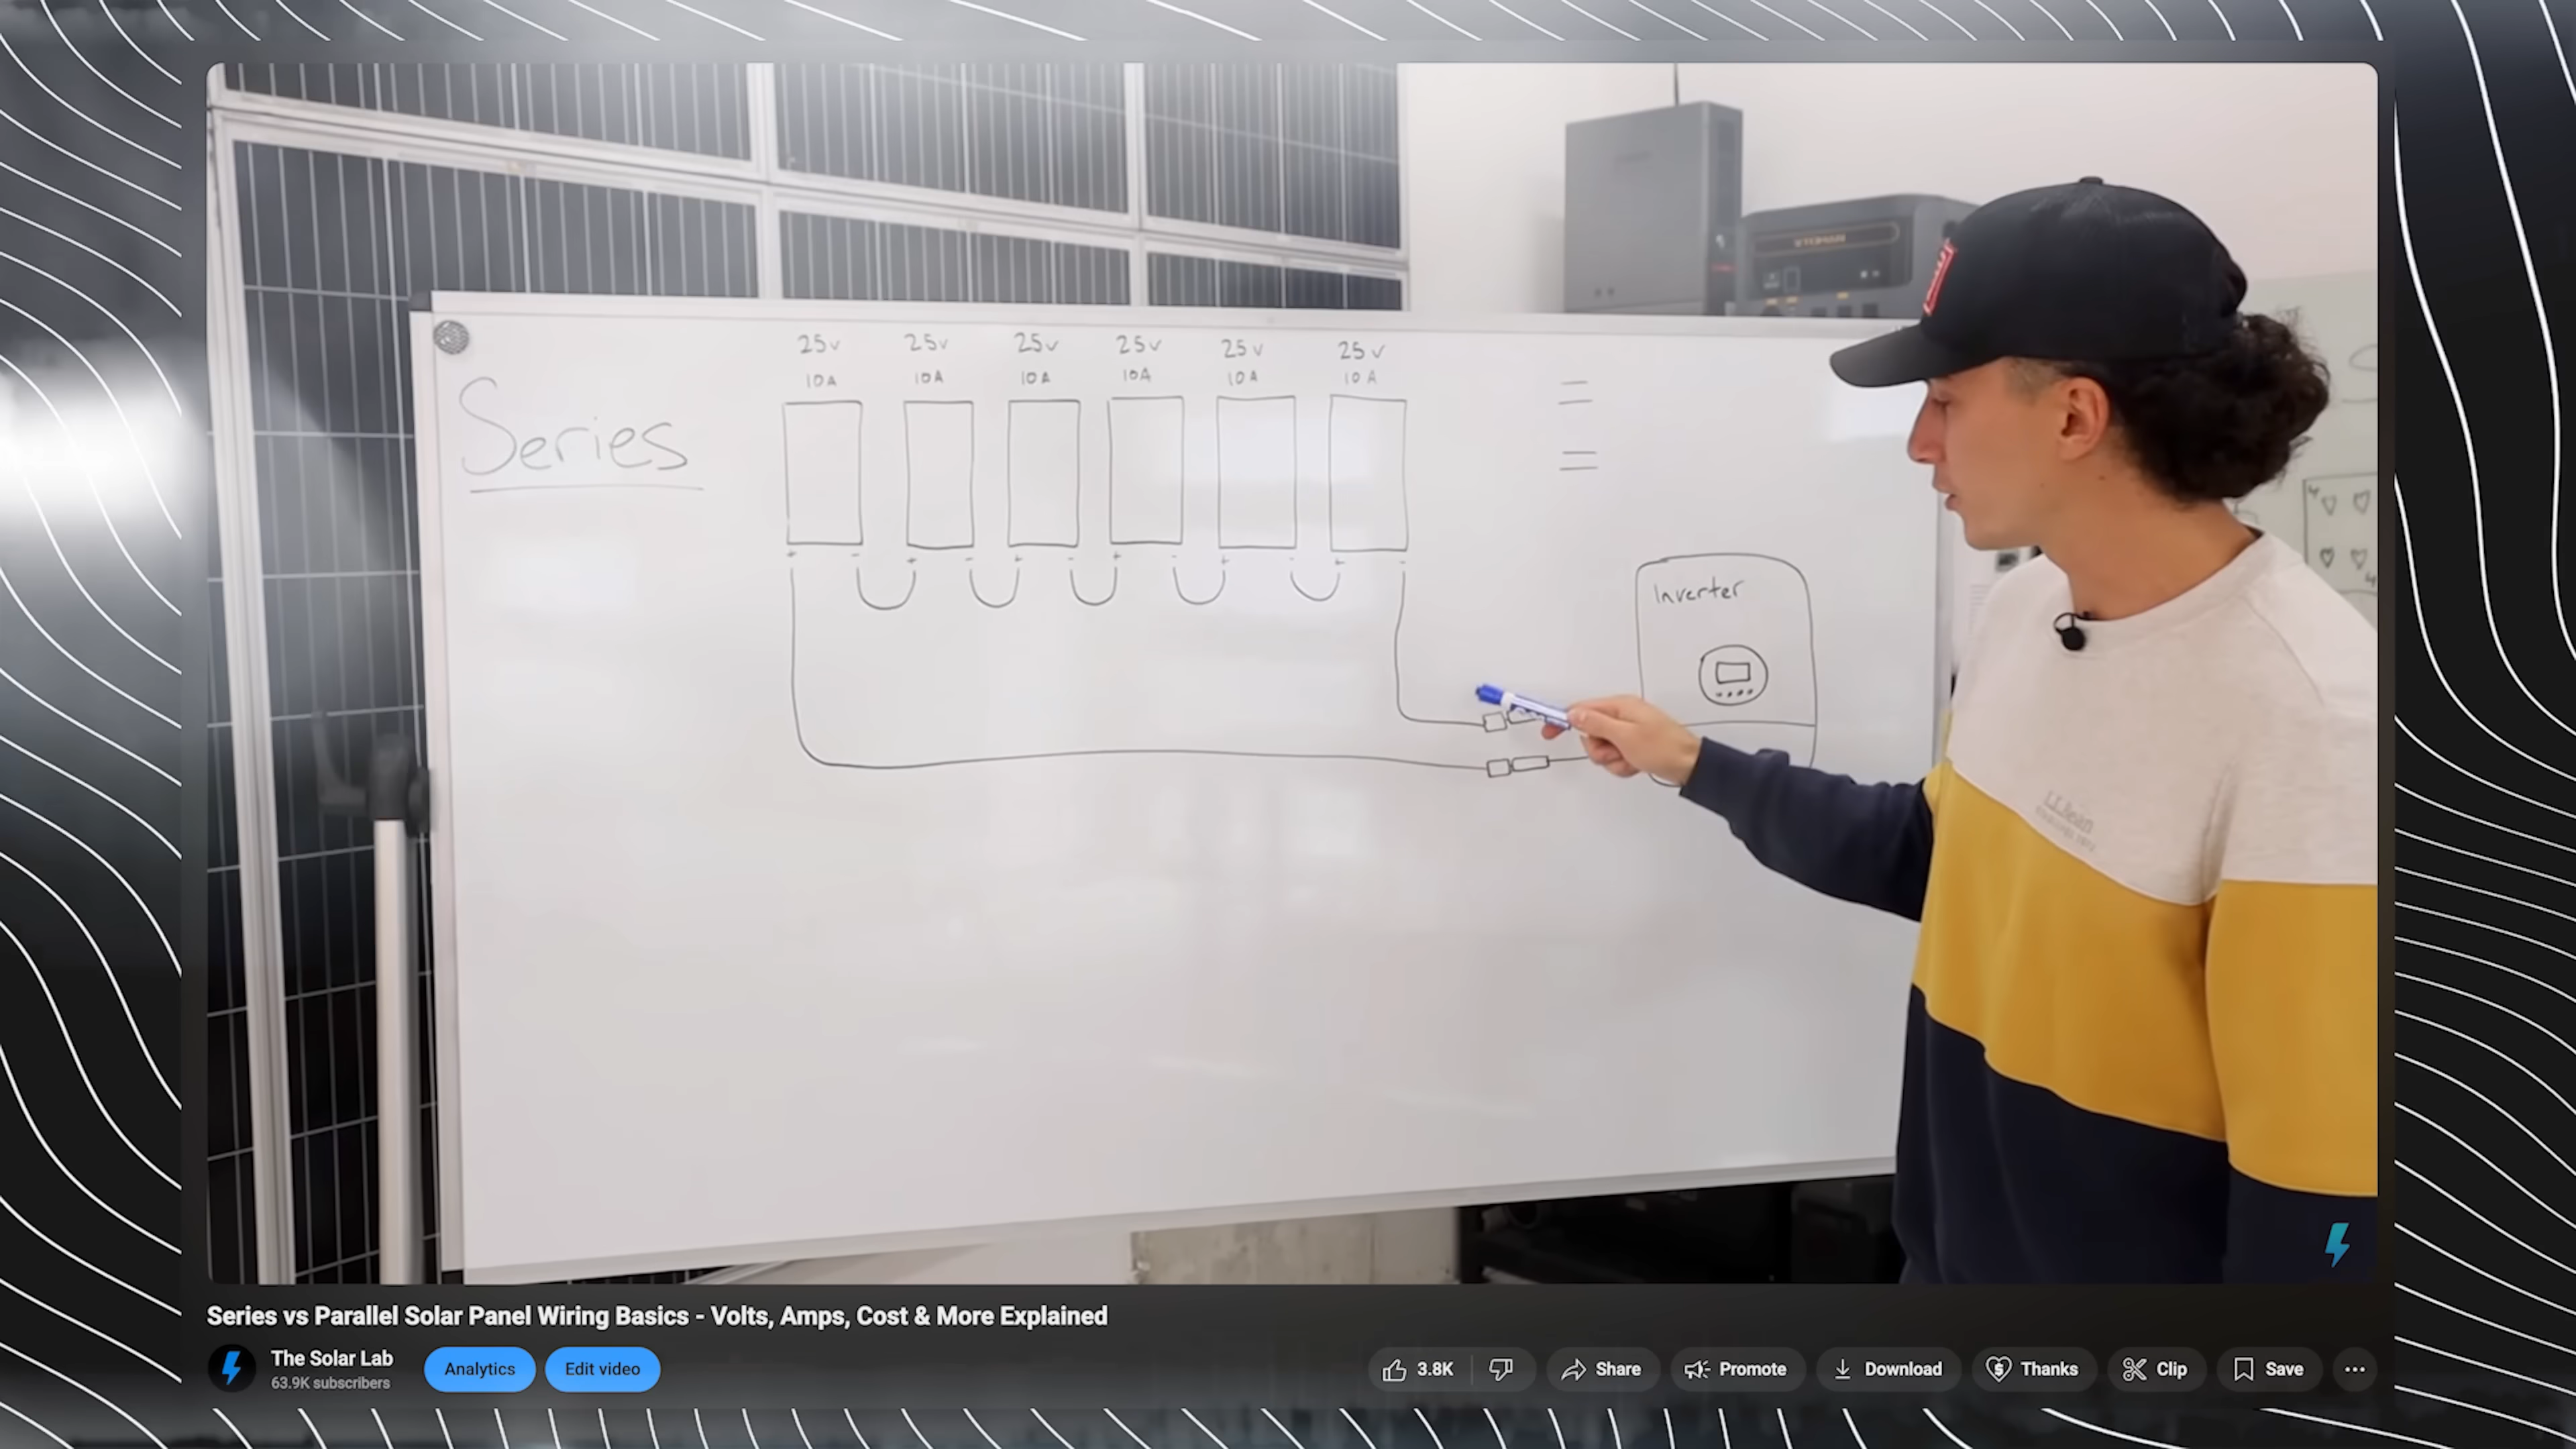 25v 25v 25v 25v 25v 25v
10A 10A 10A 10A 10A 10A
=
=
Series
+ - + - + - + - + - + -
Inverter
L.L.Bean
Series vs Parallel Solar Panel Wiring Basics - Volts, Amps, Cost & More Explained
The Solar Lab
63.9K subscribers
Analytics
Edit video
3.8K
Share
Promote
Download
Thanks
Clip
Save